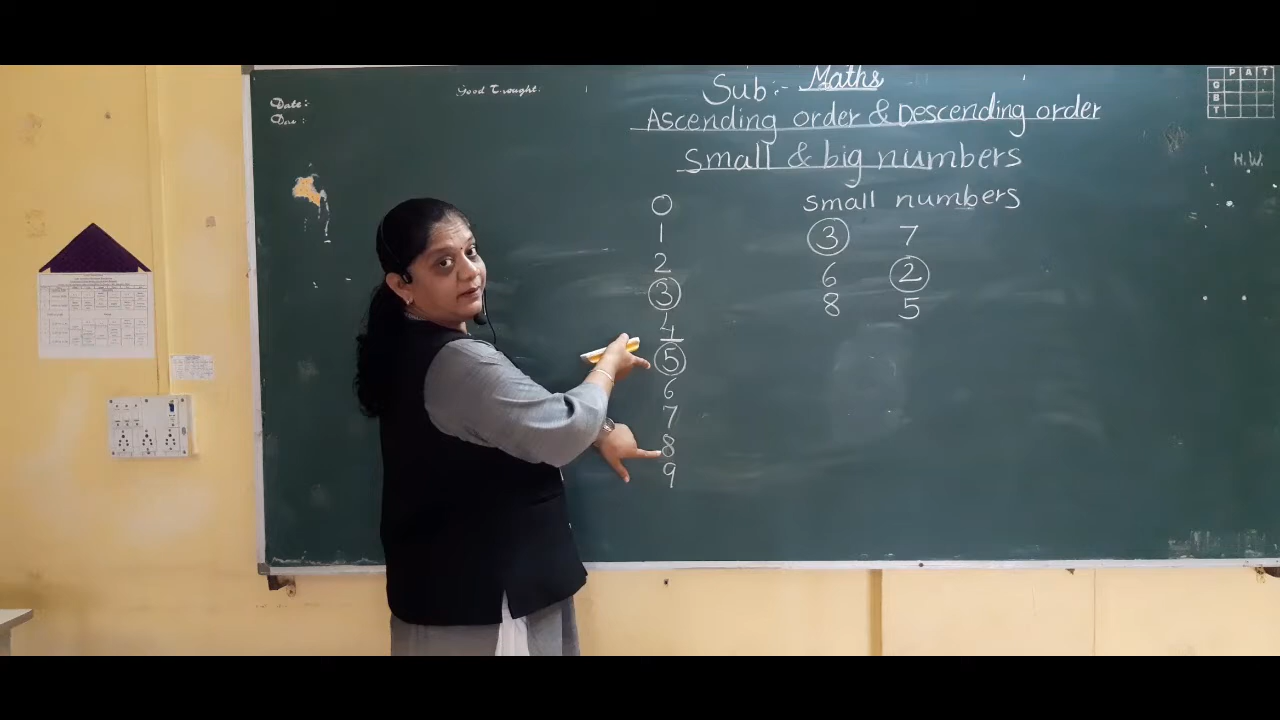 Sub:- Maths
Ascending order & Descending order
Small & big numbers
Date:-
Good Thought.
P A T
G
B
T
H.W.
0
1
2
3
4
5
6
7
8
9
small numbers
3 7
6 2
8 5